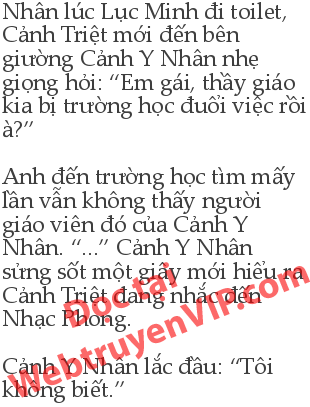 Nhân lúc Lục Minh đi toilet,
Cảnh Triệt mới đến bên
giường Cảnh Y Nhân nhẹ
giọng hỏi: “Em gái, thầy giáo
kia bị trường học đuổi việc rồi
à?”

Anh đến trường học tìm mấy
lần vẫn không thấy người
giáo viên đó của Cảnh Y
Nhân. “...” Cảnh Y Nhân
sửng sốt một giây mới hiểu ra
Cảnh Triệt đang nhắc đến
Nhạc Phong.

Cảnh Y Nhân lắc đầu: “Tôi
không biết.”
Đọc tại
WebtruyenVIP.com